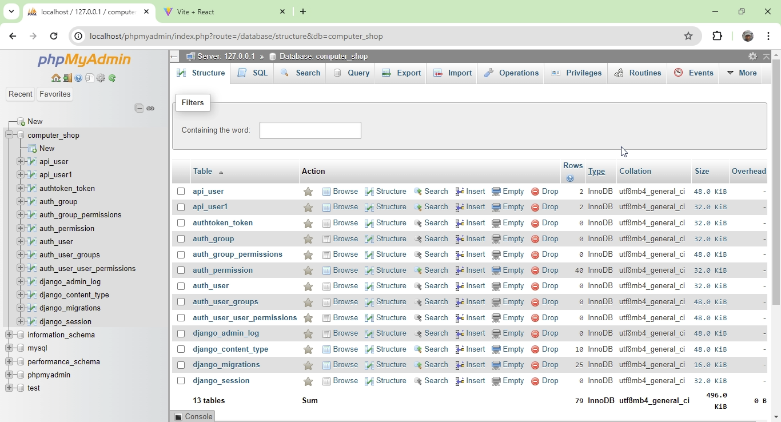 localhost / 127.0.0.1 / compute
Vite + React
localhost/phpmyadmin/index.php?route=/database/structure&db=computer_shop
phpMyAdmin
Recent Favorites
New
computer_shop
New
api_user
api_user1
authtoken_token
auth_group
auth_group_permissions
auth_permission
auth_user
auth_user_groups
auth_user_user_permissions
django_admin_log
django_content_type
django_migrations
django_session
information_schema
mysql
performance_schema
phpmyadmin
test
Server: 127.0.0.1 » Database: computer_shop
Structure SQL Search Query Export Import Operations Privileges Routines Events More
Filters
Containing the word:
Table Action Rows Type Collation Size Overhead
api_user Browse Structure Search Insert Empty Drop 2 InnoDB utf8mb4_general_ci 48.0 KiB -
api_user1 Browse Structure Search Insert Empty Drop 2 InnoDB utf8mb4_general_ci 32.0 KiB -
authtoken_token Browse Structure Search Insert Empty Drop 0 InnoDB utf8mb4_general_ci 32.0 KiB -
auth_group Browse Structure Search Insert Empty Drop 0 InnoDB utf8mb4_general_ci 32.0 KiB -
auth_group_permissions Browse Structure Search Insert Empty Drop 0 InnoDB utf8mb4_general_ci 48.0 KiB -
auth_permission Browse Structure Search Insert Empty Drop 40 InnoDB utf8mb4_general_ci 32.0 KiB -
auth_user Browse Structure Search Insert Empty Drop 0 InnoDB utf8mb4_general_ci 32.0 KiB -
auth_user_groups Browse Structure Search Insert Empty Drop 0 InnoDB utf8mb4_general_ci 48.0 KiB -
auth_user_user_permissions Browse Structure Search Insert Empty Drop 0 InnoDB utf8mb4_general_ci 48.0 KiB -
django_admin_log Browse Structure Search Insert Empty Drop 0 InnoDB utf8mb4_general_ci 48.0 KiB -
django_content_type Browse Structure Search Insert Empty Drop 10 InnoDB utf8mb4_general_ci 48.0 KiB -
django_migrations Browse Structure Search Insert Empty Drop 25 InnoDB utf8mb4_general_ci 16.0 KiB -
django_session Browse Structure Search Insert Empty Drop 0 InnoDB utf8mb4_general_ci 32.0 KiB -
13 tables Sum 79 InnoDB utf8mb4_general_ci 496.0 KiB 0 B
Console